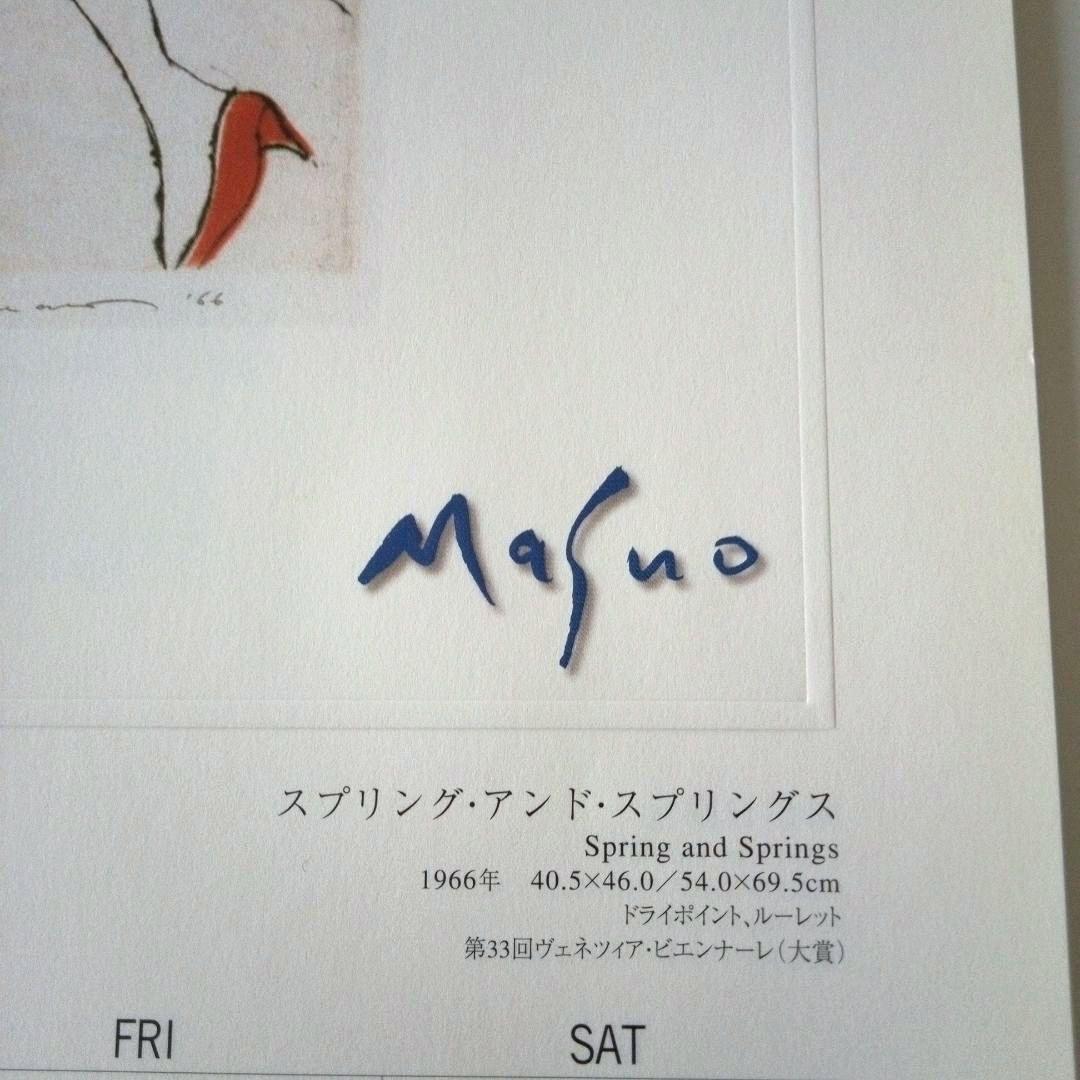 '66
Masuo
スプリング・アンド・スプリングス
Spring and Springs
1966年　40.5×46.0／54.0×69.5cm
ドライポイント、ルーレット
第33回ヴェネツィア・ビエンナーレ（大賞）
FRI SAT